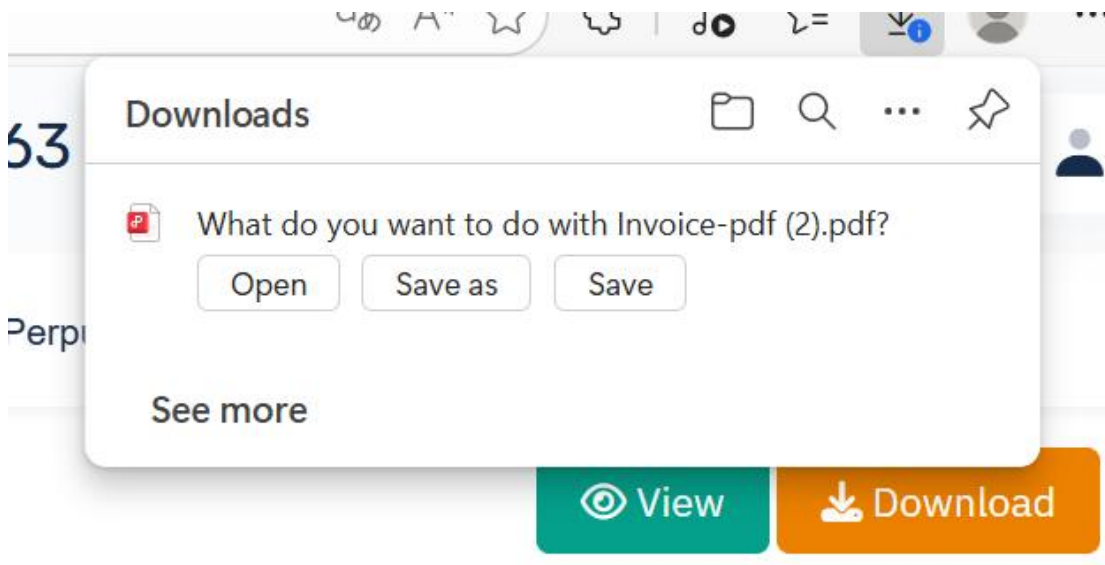 Downloads
63
What do you want to do with Invoice-pdf (2).pdf?
Open Save as Save
See more
View Download